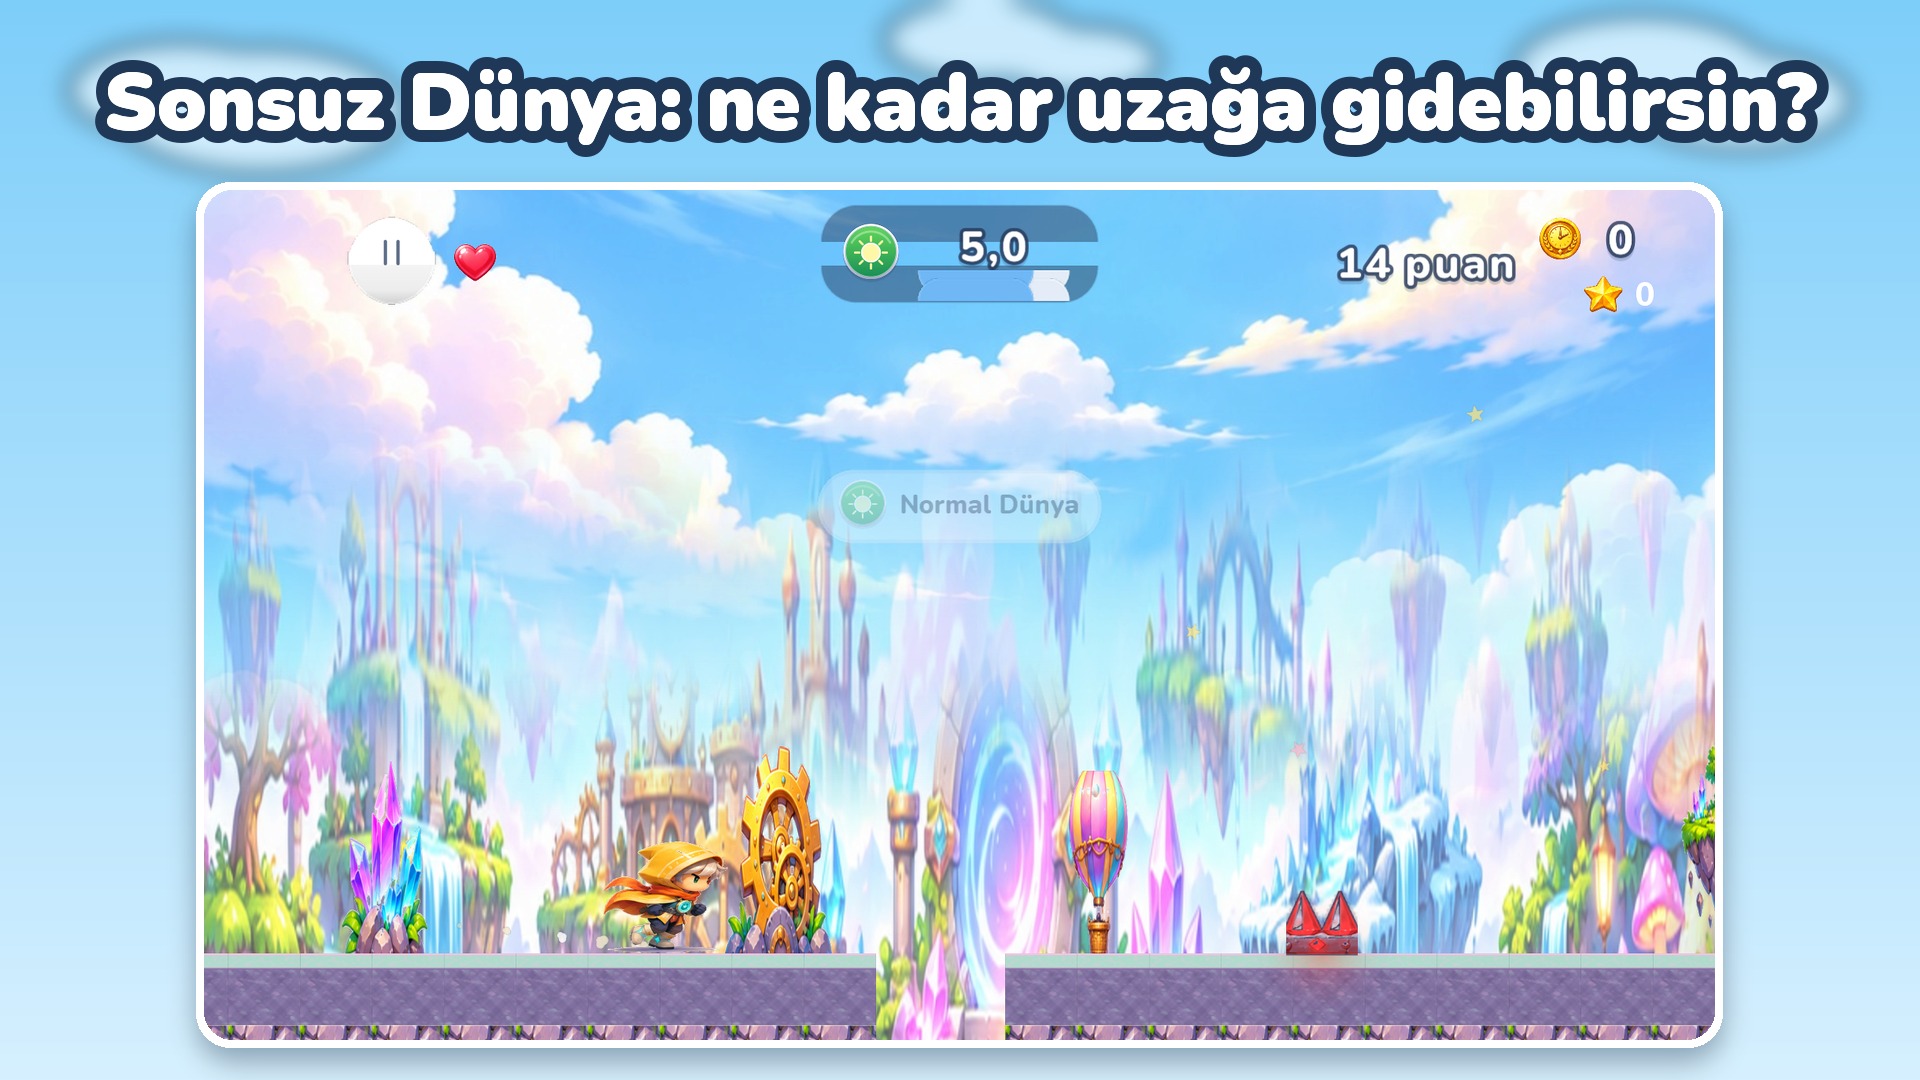 Sonsuz Dünya: ne kadar uzağa gidebilirsin?
5,0
14 puan
0
0
Normal Dünya